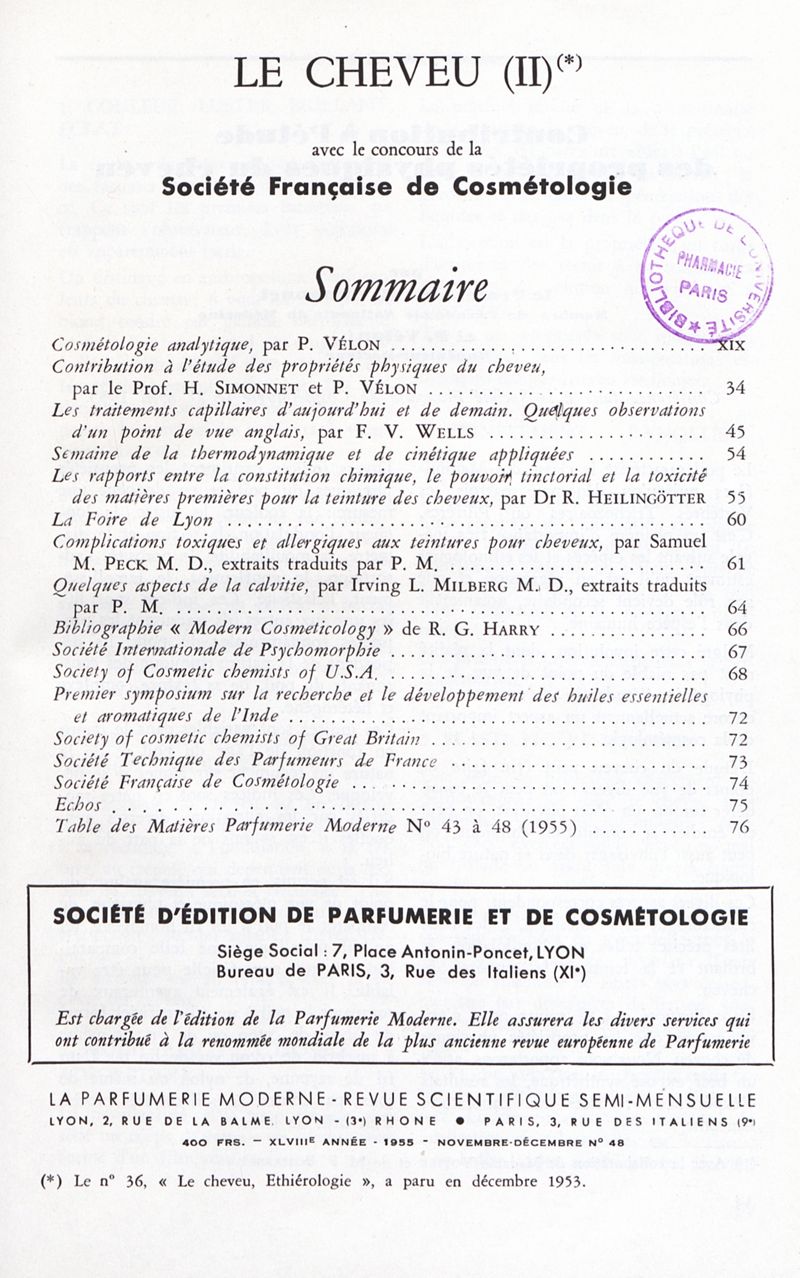 LE CHEVEU (II)(*)
avec le concours de la
Société Française de Cosmétologie
BIBLIOTHÈQUE DE L'UNIVERSITÉ
PHARMACIE
PARIS
Sommaire
Cosmétologie analytique, par P. VÉLON .................... XIX
Contribution à l'étude des propriétés physiques du cheveu,
par le Prof. H. SIMONNET et P. VÉLON .................... 34
Les traitements capillaires d'aujourd'hui et de demain. Quelques observations
d'un point de vue anglais, par F. V. WELLS .................... 45
Semaine de la thermodynamique et de cinétique appliquées ............ 54
Les rapports entre la constitution chimique, le pouvoir tinctorial et la toxicité
des matières premières pour la teinture des cheveux, par Dr R. HEILINGÖTTER 55
La Foire de Lyon .................... 60
Complications toxiques et allergiques aux teintures pour cheveux, par Samuel
M. PECK M. D., extraits traduits par P. M. .................... 61
Quelques aspects de la calvitie, par Irving L. MILBERG M. D., extraits traduits
par P. M. .................... 64
Bibliographie « Modern Cosmeticology » de R. G. HARRY ............... 66
Société Internationale de Psychomorphie .................... 67
Society of Cosmetic chemists of U.S.A. .................... 68
Premier symposium sur la recherche et le développement des huiles essentielles
et aromatiques de l'Inde .................... 72
Society of cosmetic chemists of Great Britain .................... 72
Société Technique des Parfumeurs de France .................... 73
Société Française de Cosmétologie .................... 74
Echos .................... 75
Table des Matières Parfumerie Moderne N° 43 à 48 (1955) ............ 76
SOCIÉTÉ D'ÉDITION DE PARFUMERIE ET DE COSMÉTOLOGIE
Siège Social : 7, Place Antonin-Poncet, LYON
Bureau de PARIS, 3, Rue des Italiens (XIe)
Est chargée de l'édition de la Parfumerie Moderne. Elle assurera les divers services qui
ont contribué à la renommée mondiale de la plus ancienne revue européenne de Parfumerie
LA PARFUMERIE MODERNE - REVUE SCIENTIFIQUE SEMI-MENSUELLE
LYON, 2, RUE DE LA BALME, LYON - (3e) RHONE ● PARIS, 3, RUE DES ITALIENS (9e)
400 FRS. — XLVIIIE ANNÉE - 1955 - NOVEMBRE-DÉCEMBRE N° 48
(*) Le n° 36, « Le cheveu, Ethiérologie », a paru en décembre 1953.